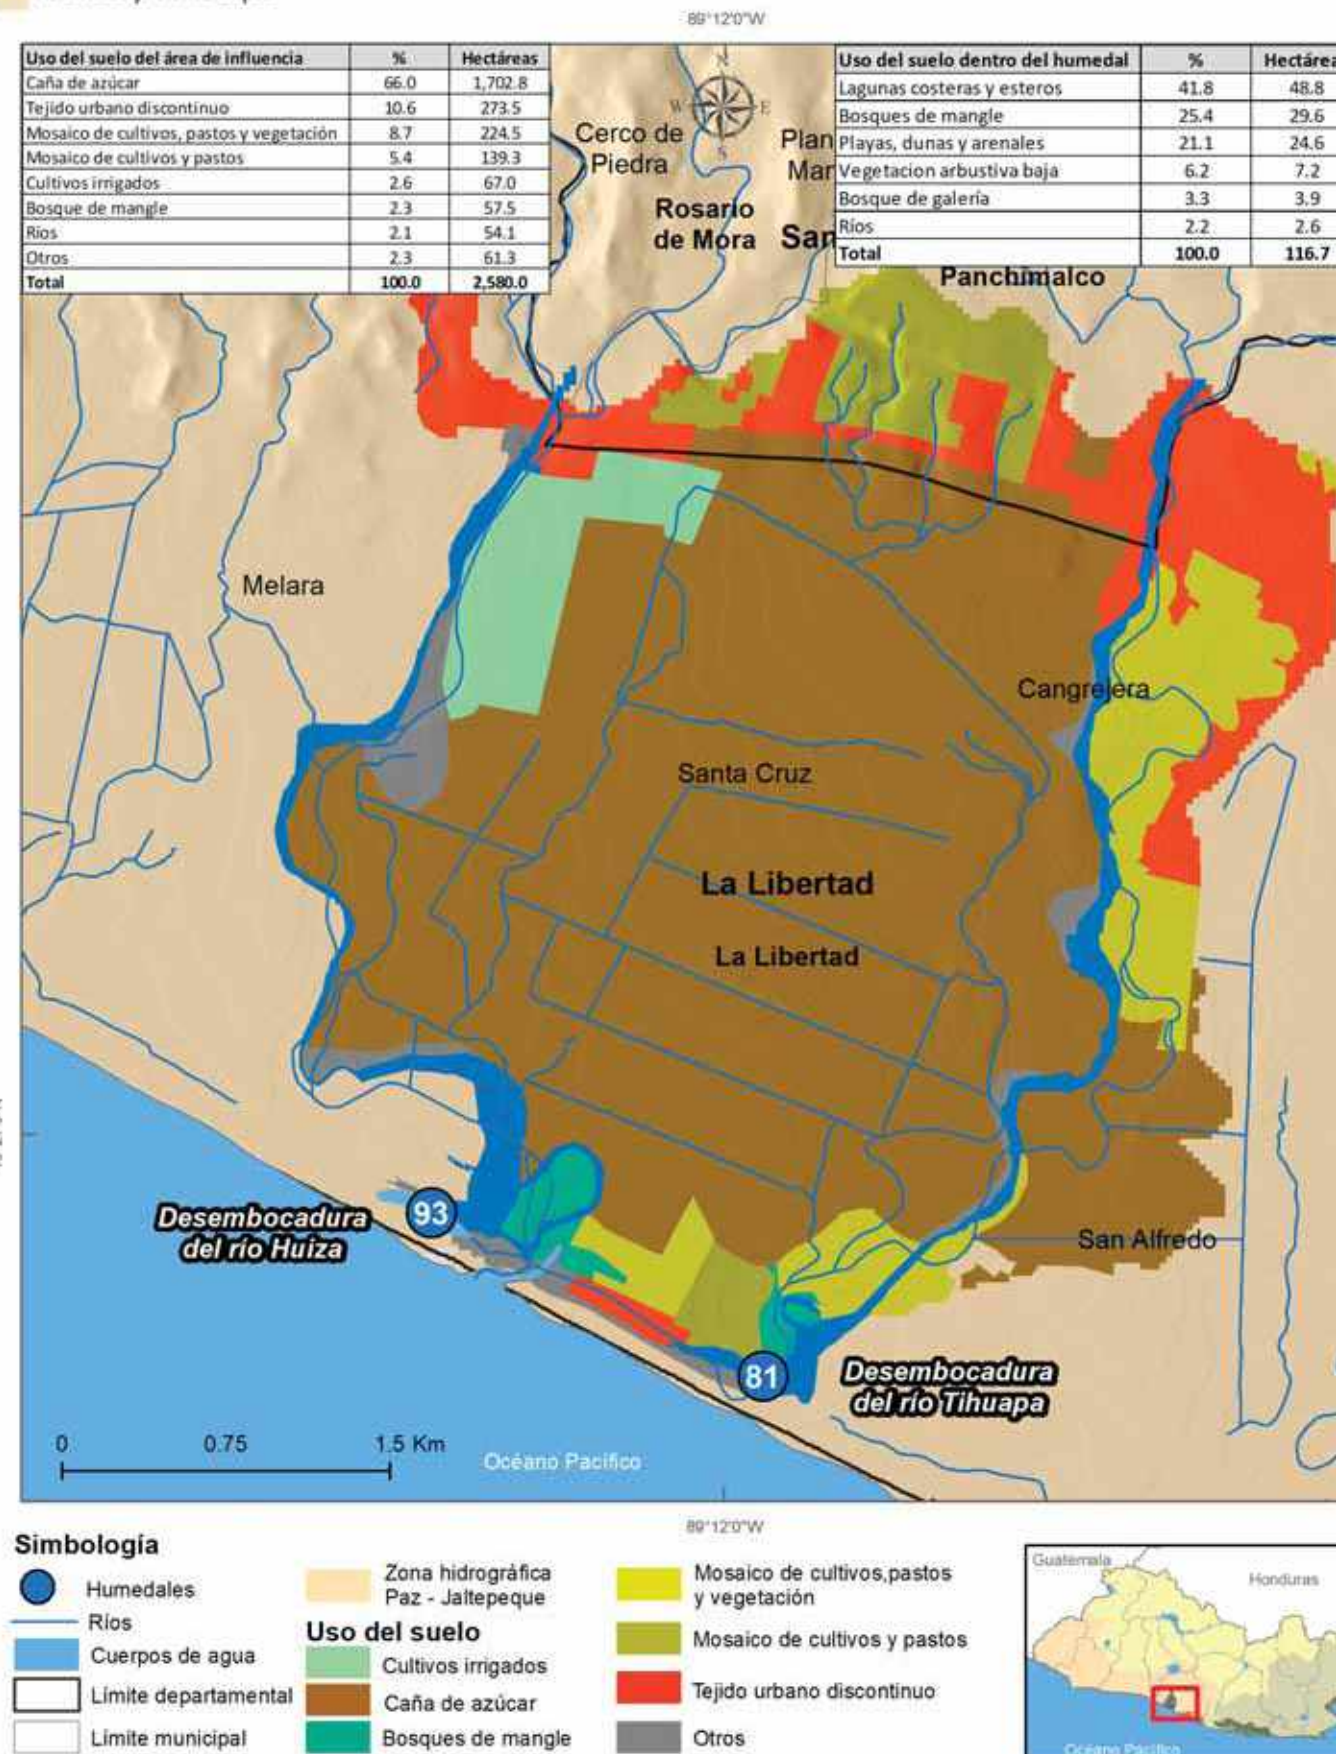 89°12'0"W
Uso del suelo del área de influencia % Hectáreas
Caña de azúcar 66.0 1,702.8
Tejido urbano discontinuo 10.6 273.5
Mosaico de cultivos, pastos y vegetación 8.7 224.5
Mosaico de cultivos y pastos 5.4 139.3
Cultivos irrigados 2.6 67.0
Bosque de mangle 2.3 57.5
Ríos 2.1 54.1
Otros 2.3 61.3
Total 100.0 2,580.0
Uso del suelo dentro del humedal % Hectárea
Lagunas costeras y esteros 41.8 48.8
Bosques de mangle 25.4 29.6
Playas, dunas y arenales 21.1 24.6
Vegetacion arbustiva baja 6.2 7.2
Bosque de galería 3.3 3.9
Ríos 2.2 2.6
Total 100.0 116.7
N
W E
S
Cerco de
Piedra
Plan
Mar
Rosario
de Mora
San
Panchimalco
Melara
Cangrejera
Santa Cruz
La Libertad
La Libertad
93
Desembocadura
del río Huiza
San Alfredo
81
Desembocadura
del río Tihuapa
0 0.75 1.5 Km
Océano Pacífico
89°12'0"W
Simbología
Humedales
Ríos
Cuerpos de agua
Límite departamental
Límite municipal
Zona hidrográfica
Paz - Jaltepeque
Uso del suelo
Cultivos irrigados
Caña de azúcar
Bosques de mangle
Mosaico de cultivos,pastos
y vegetación
Mosaico de cultivos y pastos
Tejido urbano discontinuo
Otros
Guatemala
Honduras
Océano Pacífico